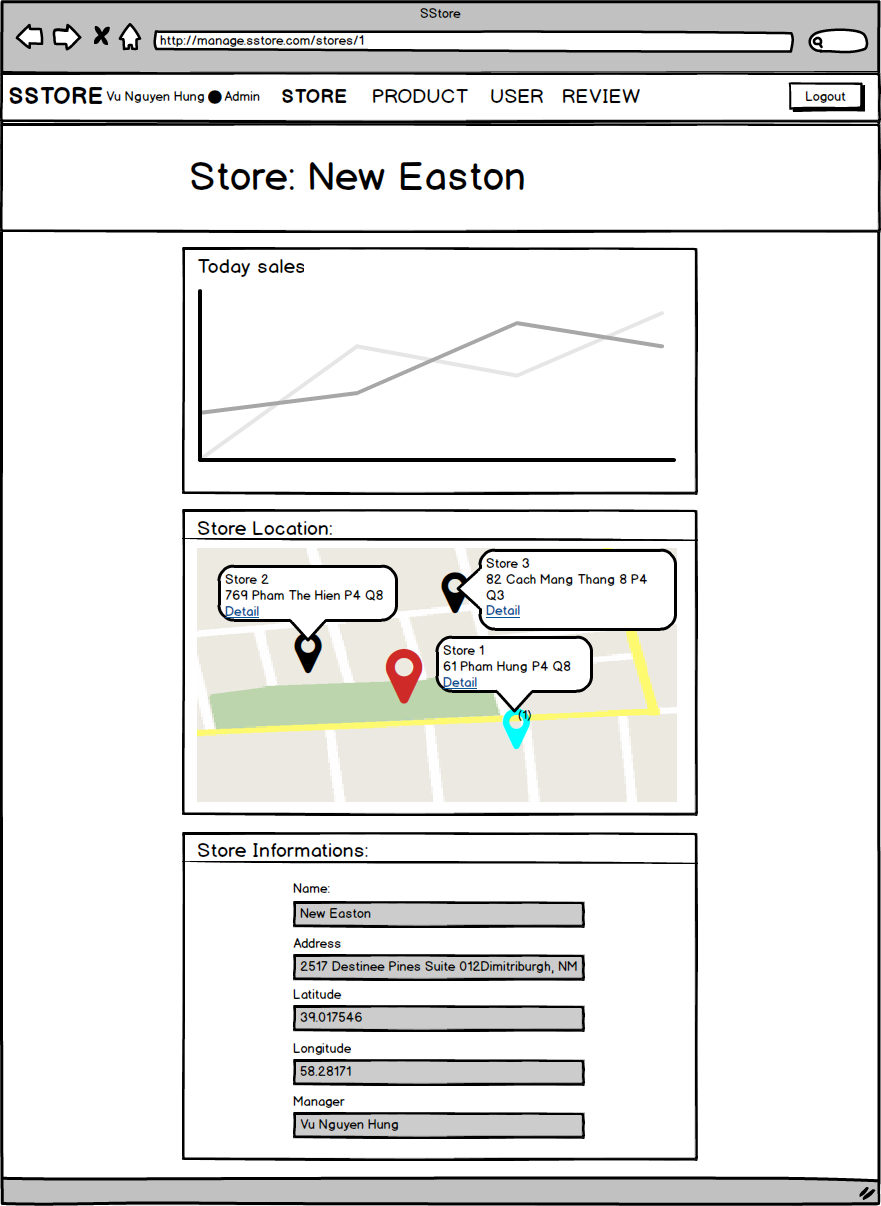 SStore
http://manage.sstore.com/stores/1
SSTORE Vu Nguyen Hung Admin STORE PRODUCT USER REVIEW Logout
Store: New Easton
Today sales
Store Location:
Store 3
82 Cach Mang Thang 8 P4
Q3
Detail
Store 2
769 Pham The Hien P4 Q8
Detail
Store 1
61 Pham Hung P4 Q8
Detail
(1)
Store Informations:
Name:
New Easton
Address
2517 Destinee Pines Suite 012Dimitriburgh, NM
Latitude
39.017546
Longitude
58.28171
Manager
Vu Nguyen Hung